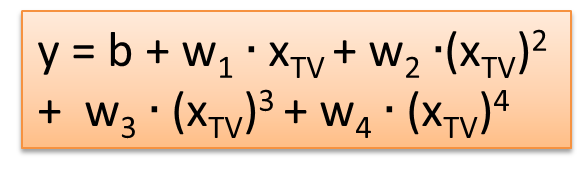 y = b + w₁ · x_TV + w₂ ·(x_TV)²
+ w₃ · (x_TV)³ + w₄ · (x_TV)⁴